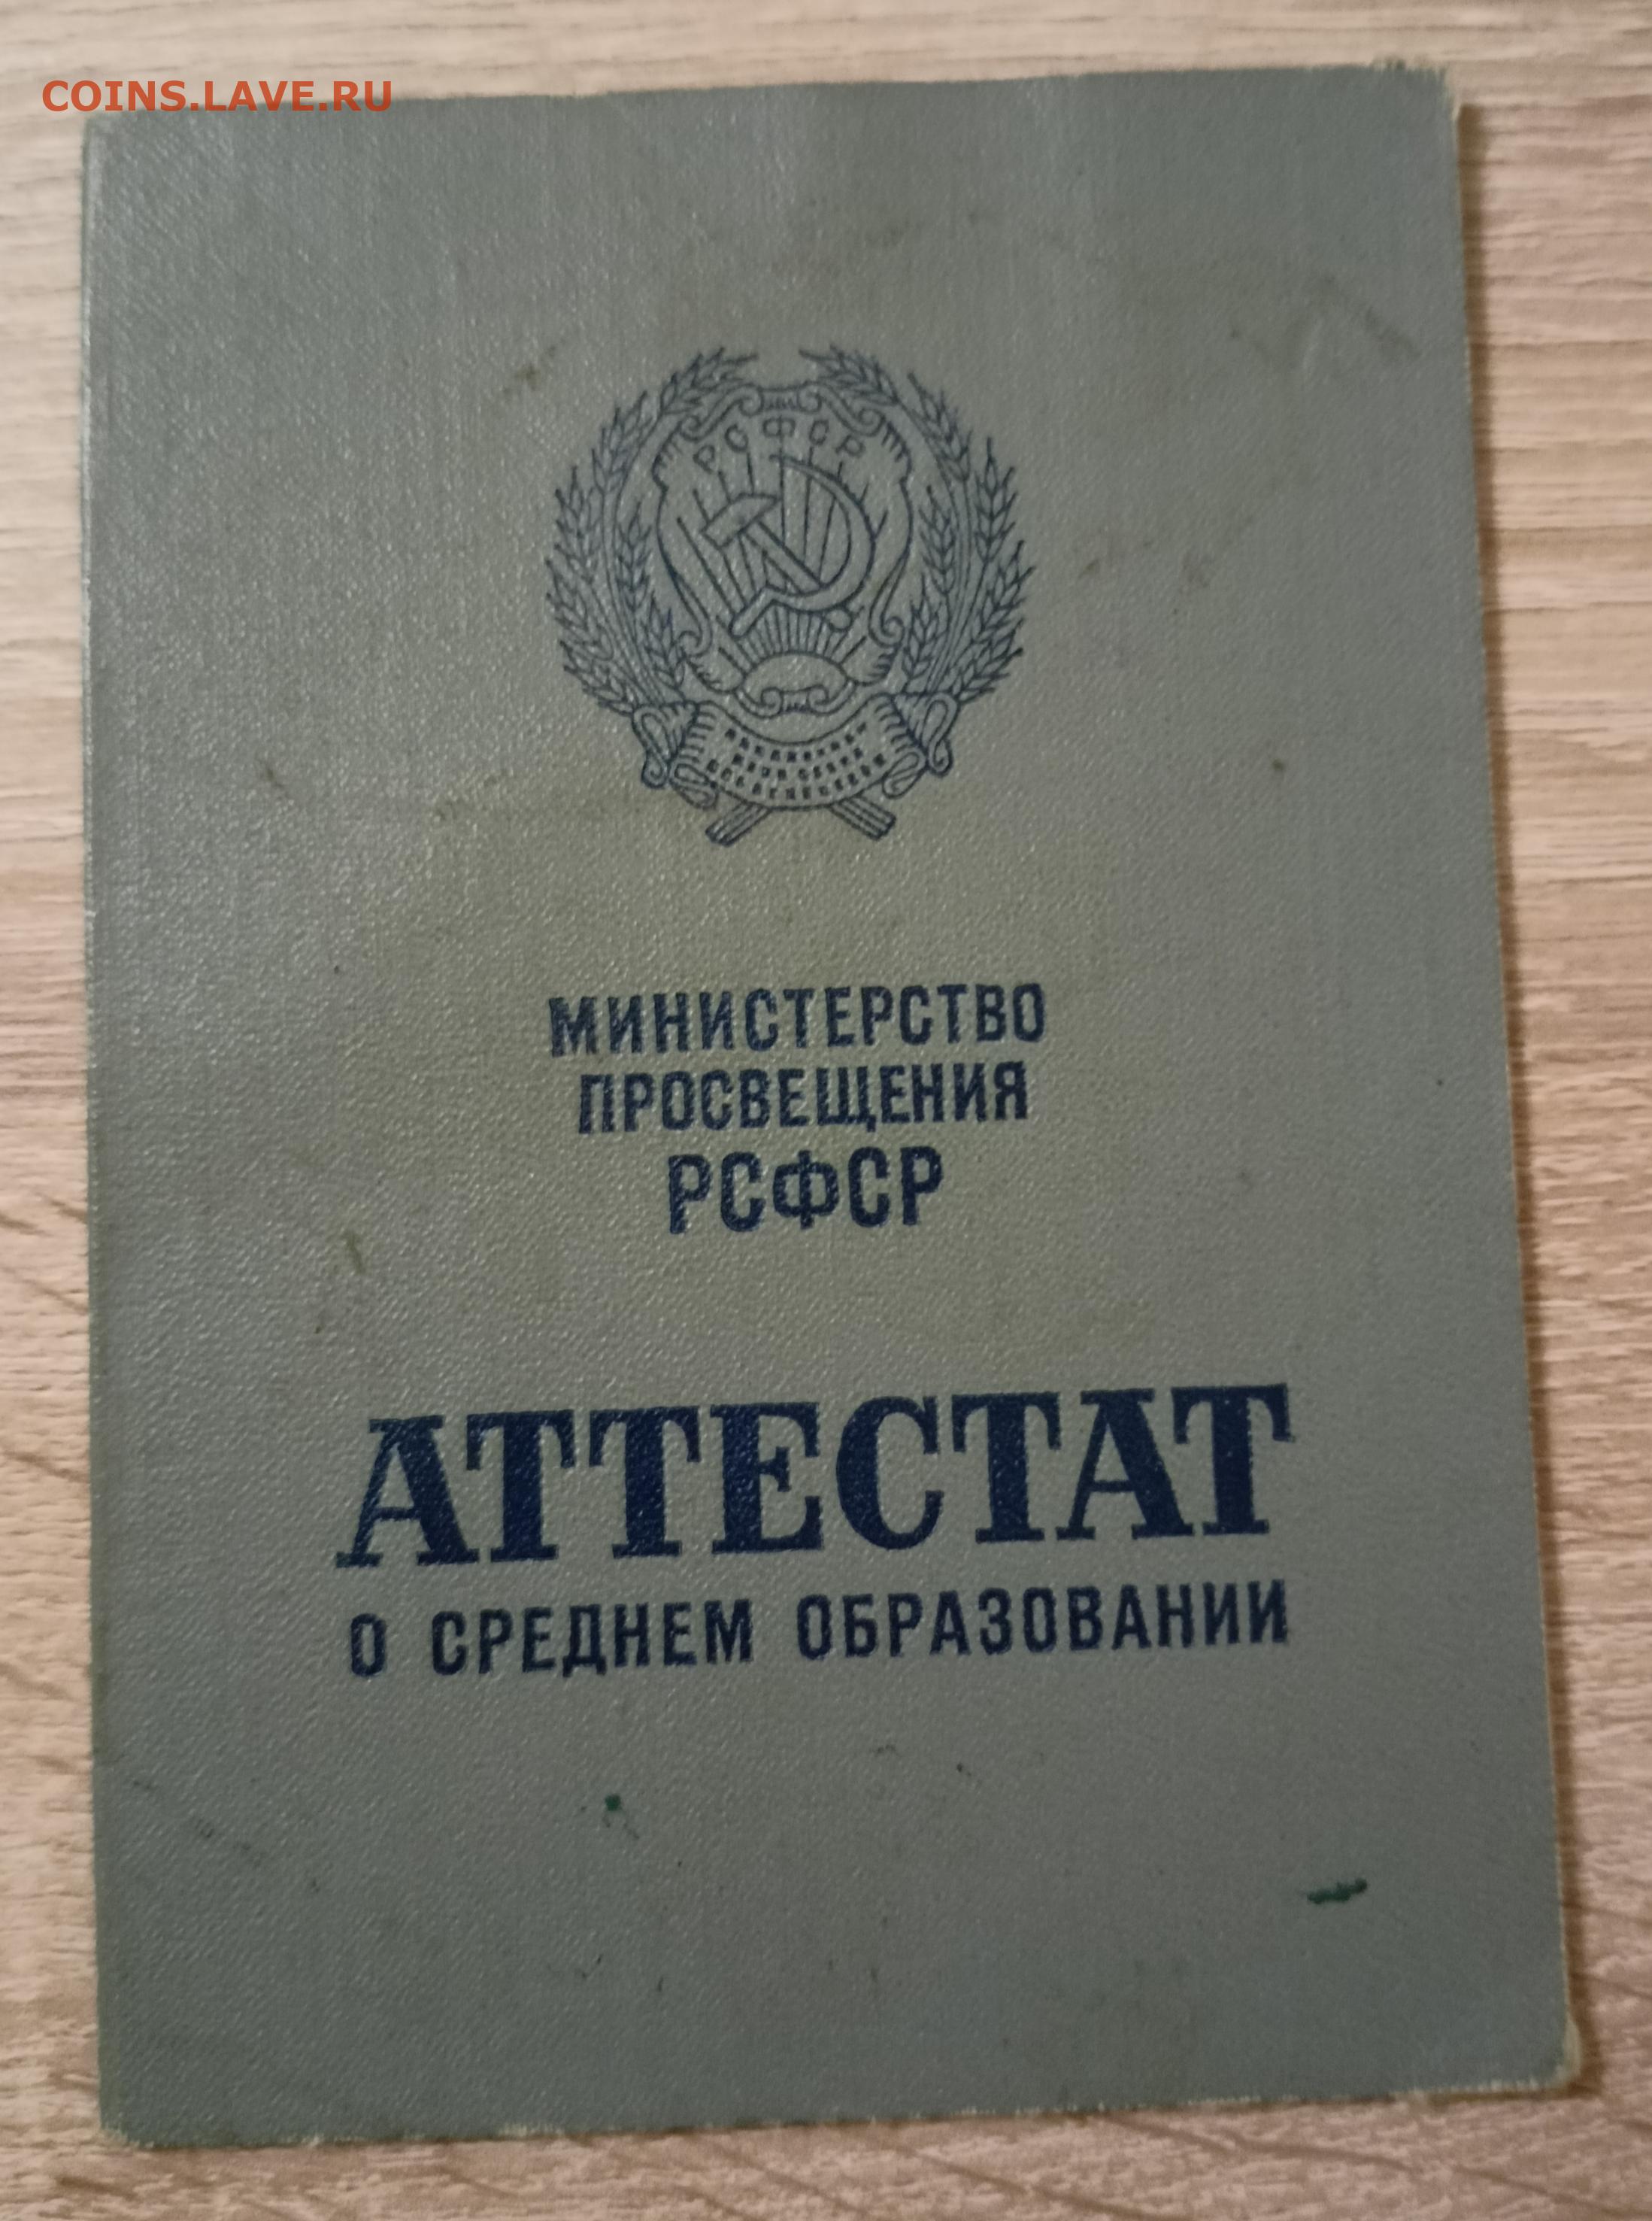 COINS.LAVE.RU
РСФСР
МИНИСТЕРСТВО
ПРОСВЕЩЕНИЯ
РСФСР
АТТЕСТАТ
О СРЕДНЕМ ОБРАЗОВАНИИ